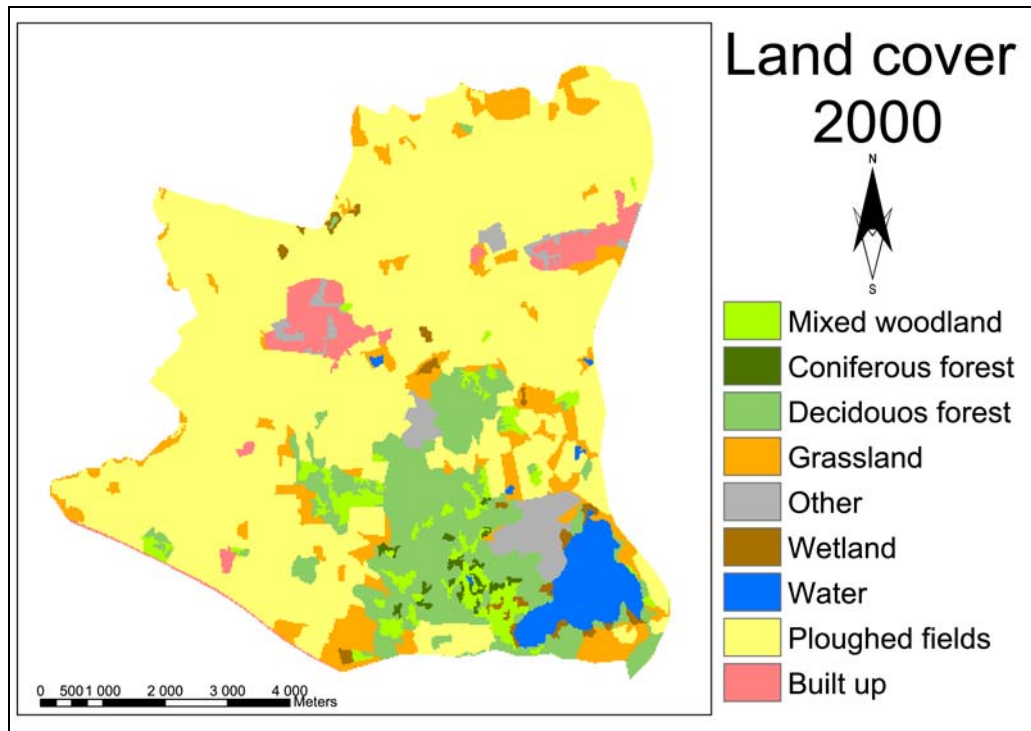 Land cover
2000
N
S
Mixed woodland
Coniferous forest
Decidouos forest
Grassland
Other
Wetland
Water
Ploughed fields
Built up
0 500 1 000 2 000 3 000 4 000
Meters